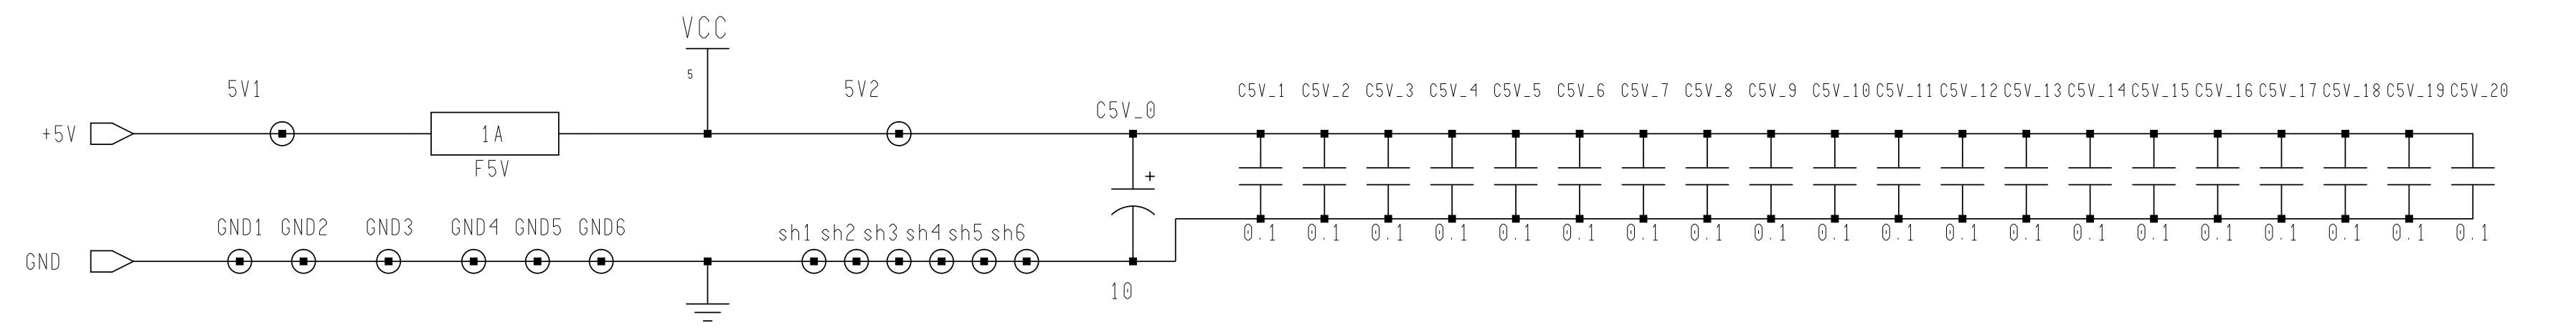 VCC
5
5V1
5V2
C5V_0
C5V_1 C5V_2 C5V_3 C5V_4 C5V_5 C5V_6 C5V_7 C5V_8 C5V_9 C5V_10 C5V_11 C5V_12 C5V_13 C5V_14 C5V_15 C5V_16 C5V_17 C5V_18 C5V_19 C5V_20
+5V
1A
F5V
+
GND1 GND2 GND3 GND4 GND5 GND6
sh1 sh2 sh3 sh4 sh5 sh6
0.1 0.1 0.1 0.1 0.1 0.1 0.1 0.1 0.1 0.1 0.1 0.1 0.1 0.1 0.1 0.1 0.1 0.1 0.1 0.1
GND
10